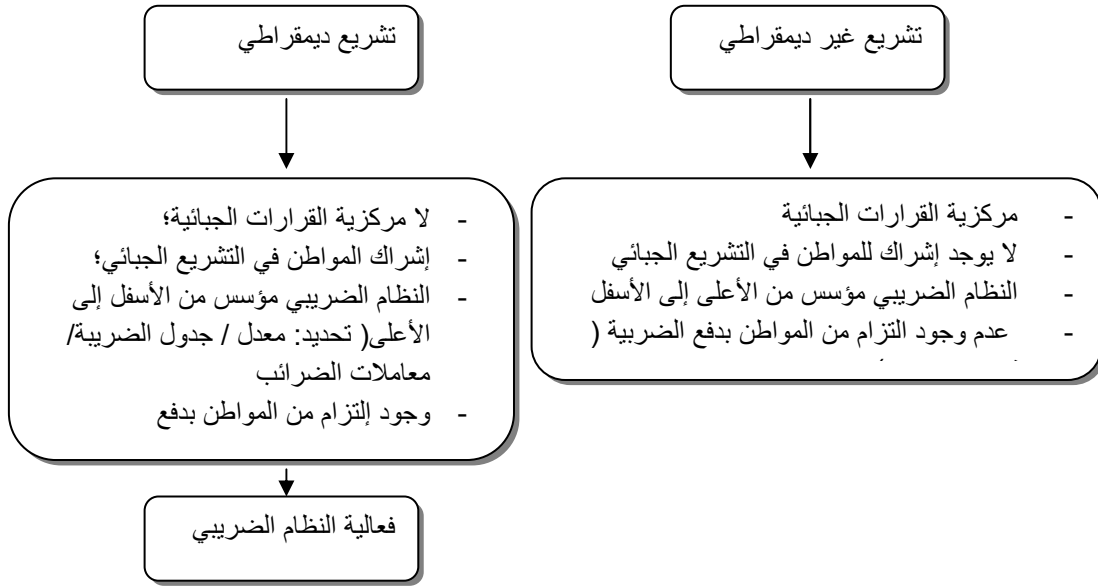 تشريع غير ديمقراطي
- مركزية القرارات الجبائية
- لا يوجد إشراك للمواطن في التشريع الجبائي
- النظام الضريبي مؤسس من الأعلى إلى الأسفل
- عدم وجود التزام من المواطن بدفع الضريبة (
تشريع ديمقراطي
- لا مركزية القرارات الجبائية؛
- إشراك المواطن في التشريع الجبائي؛
- النظام الضريبي مؤسس من الأسفل إلى
الأعلى( تحديد: معدل / جدول الضريبة/
معاملات الضرائب
- وجود إلتزام من المواطن بدفع
فعالية النظام الضريبي